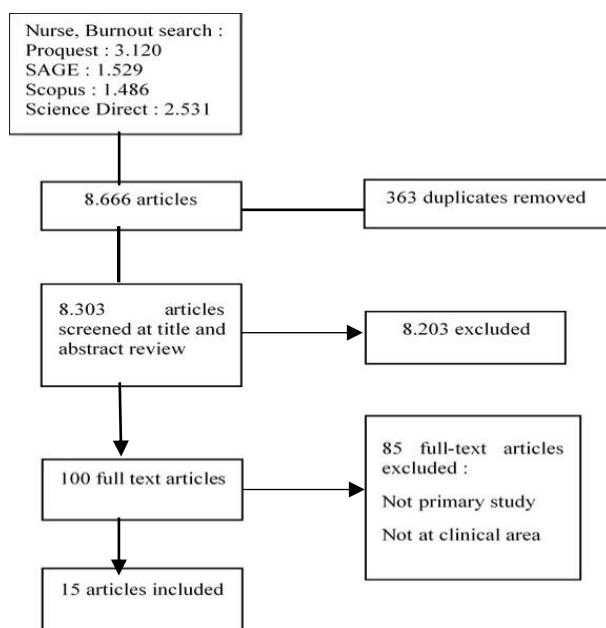 Nurse, Burnout search :
Proquest : 3.120
SAGE : 1.529
Scopus : 1.486
Science Direct : 2.531
8.666 articles
363 duplicates removed
8.303 articles
screened at title and
abstract review
8.203 excluded
100 full text articles
85 full-text articles
excluded :
Not primary study
Not at clinical area
15 articles included